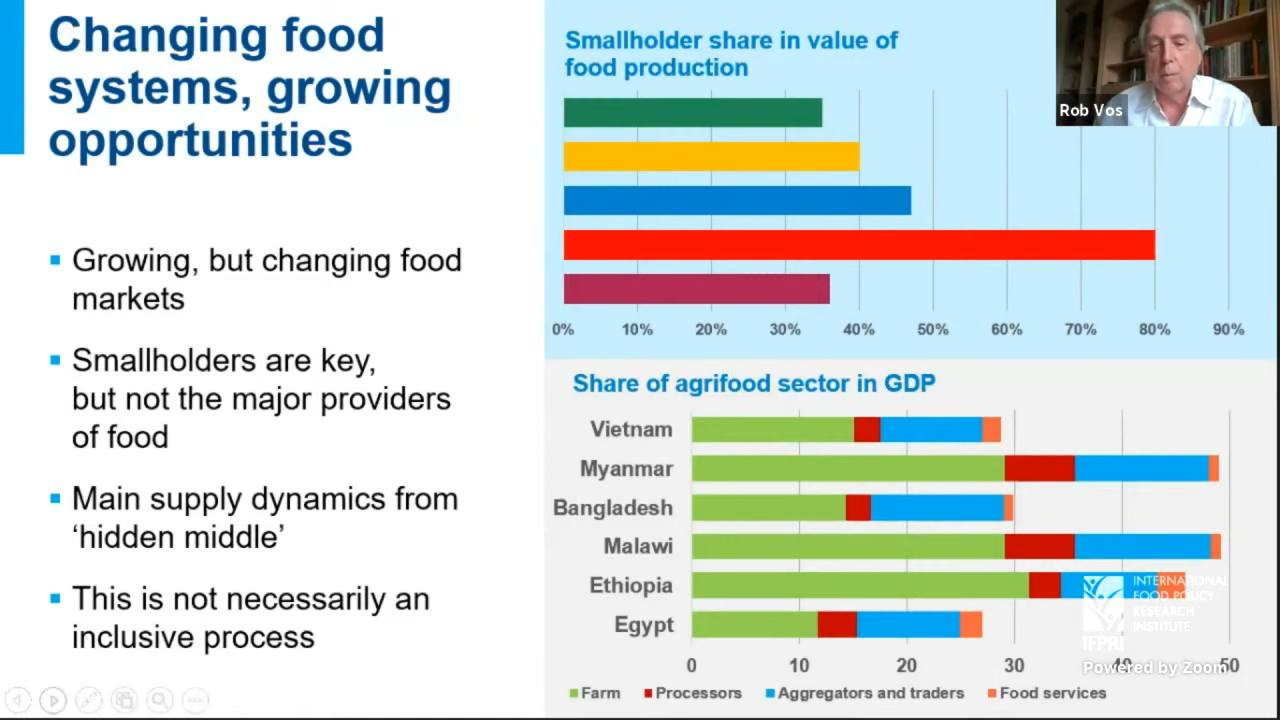 Changing food
systems, growing
opportunities
▪ Growing, but changing food
markets
▪ Smallholders are key,
but not the major providers
of food
▪ Main supply dynamics from
‘hidden middle’
▪ This is not necessarily an
inclusive process
Smallholder share in value of
food production
0% 10% 20% 30% 40% 50% 60% 70% 80% 90%
Rob Vos
Share of agrifood sector in GDP
Vietnam
Myanmar
Bangladesh
Malawi
Ethiopia
Egypt
0 10 20 30 40 50
Farm Processors Aggregators and traders Food services
INTERNATIONAL
FOOD POLICY
RESEARCH
INSTITUTE
IFPRI
Powered by Zoom